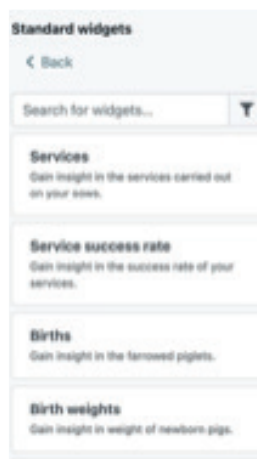 Standard widgets
Back
Search for widgets...
Services
Gain insight in the services carried out
on your sows.
Service success rate
Gain insight in the success rate of your
services.
Births
Gain insight in the farrowed piglets.
Birth weights
Gain insight in weight of newborn pigs.